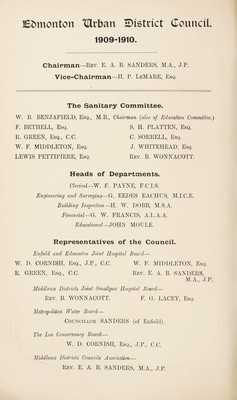 Edmonton Urban District Council.
1909-1910.
Chairman—Rev. E. A. B. SANDERS, M.A., J.P.
Vice-Chairman—H. P. LeMARE, Esq.
The Sanitary Committee.
W. B. BENJAFIELD, Esq., M.B., Chairman (also of Education Committee.)
F. BETHELL, Esq. S. H. PLATTEN, Esq.
R. GREEN, Esq., C.C. C. SORRELL, Esq.
W. F. MIDDLETON, Esq. J. WHITEHEAD, Esq.
LEWIS PETTIPIERE, Esq. Rev. B. WONNACOTT.
Heads of Departments.
Clerical—W. F. PAYNE, F.C.I.S.
Engineering and Surveying—G. EEDES EACHUS, M.I.C.E.
Building Inspection—H. W. DOBB, M.S.A.
Financial—G. W. FRANCIS, A.L.A.A.
Educational—JOHN MOULE.
Representatives of the Council.
Enfield and Edmonton Joint Hospital Board—
W. D. CORNISH, Esq., J.P., C.C. W. F. MIDDLETON, Esq.
R. GREEN, Esq., C.C. Rev. E. A. B. SANDERS,
M.A., J.P.
Middlesex Districts Joint Smallpox Hospital Board—
Rev. B. WONNACOTT. F. G. LACEY, Esq.
Metropolitan Water Board—
Councillor SANDERS (of Enfield).
The Lea Conservancy Board—
W. D. CORNISH, Esq., J.P., C.C.
Middlesex Districts Councils Association—
Rev. E. A. B. SANDERS, M.A., J.P.